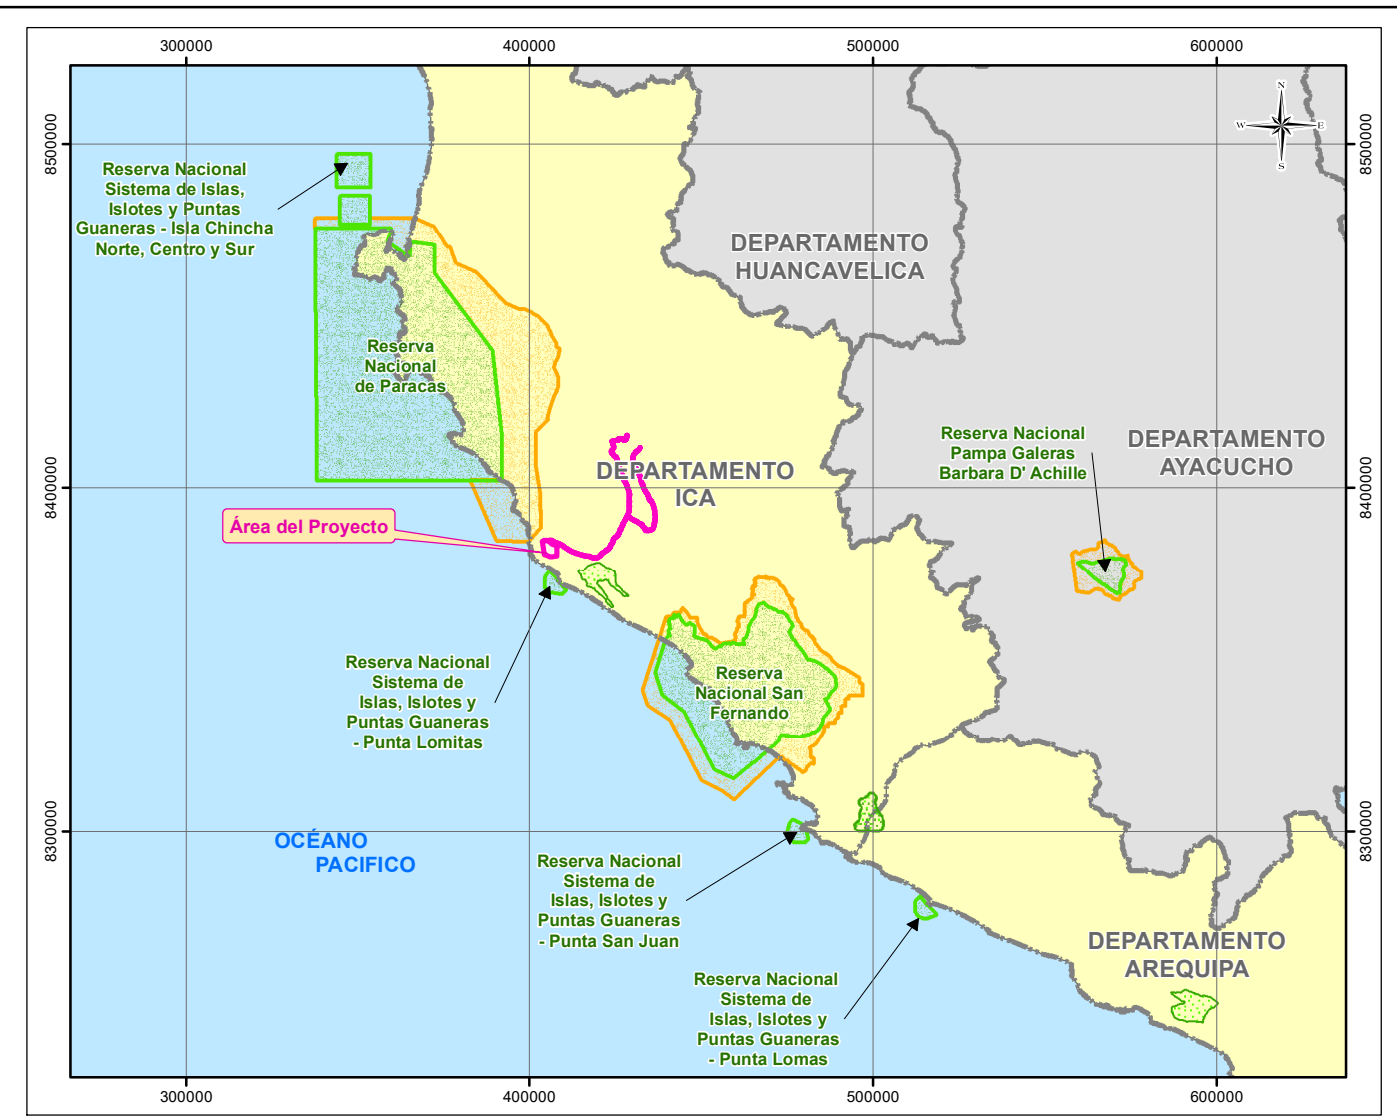 300000
400000
500000
600000
N
W
E
S
8500000
8500000
Reserva Nacional
Sistema de Islas,
Islotes y Puntas
Guaneras - Isla Chincha
Norte, Centro y Sur
DEPARTAMENTO
HUANCAVELICA
Reserva
Nacional
de Paracas
Reserva Nacional
Pampa Galeras
Barbara D' Achille
DEPARTAMENTO
AYACUCHO
DEPARTAMENTO
ICA
8400000
8400000
Área del Proyecto
Reserva Nacional
Sistema de
Islas, Islotes y
Puntas Guaneras
- Punta Lomitas
Reserva
Nacional San
Fernando
8300000
8300000
OCÉANO
PACIFICO
Reserva Nacional
Sistema de
Islas, Islotes y
Puntas Guaneras
- Punta San Juan
DEPARTAMENTO
AREQUIPA
Reserva Nacional
Sistema de
Islas, Islotes y
Puntas Guaneras
- Punta Lomas
300000
400000
500000
600000